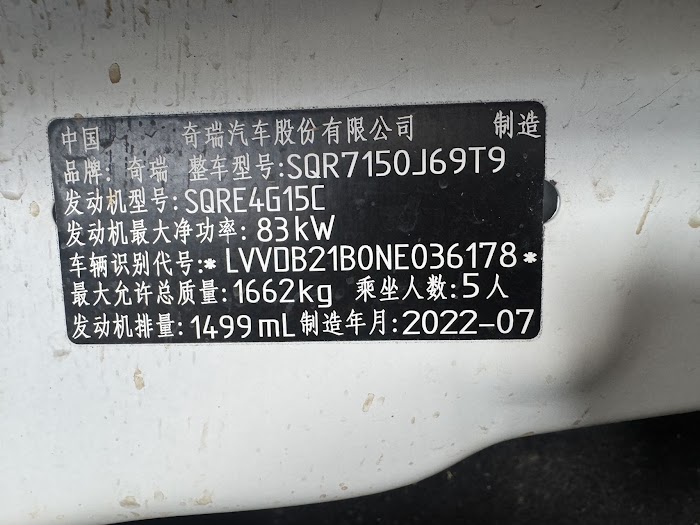 中国 奇瑞汽车股份有限公司 制造
品牌: 奇瑞 整车型号:SQR7150J69T9
发动机型号: SQRE4G15C
发动机最大净功率: 83kW
车辆识别代号:*LVVDB21B0NE036178*
最大允许总质量: 1662kg 乘坐人数: 5人
发动机排量: 1499mL 制造年月: 2022-07